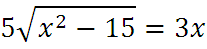 5√(x² − 15) = 3x